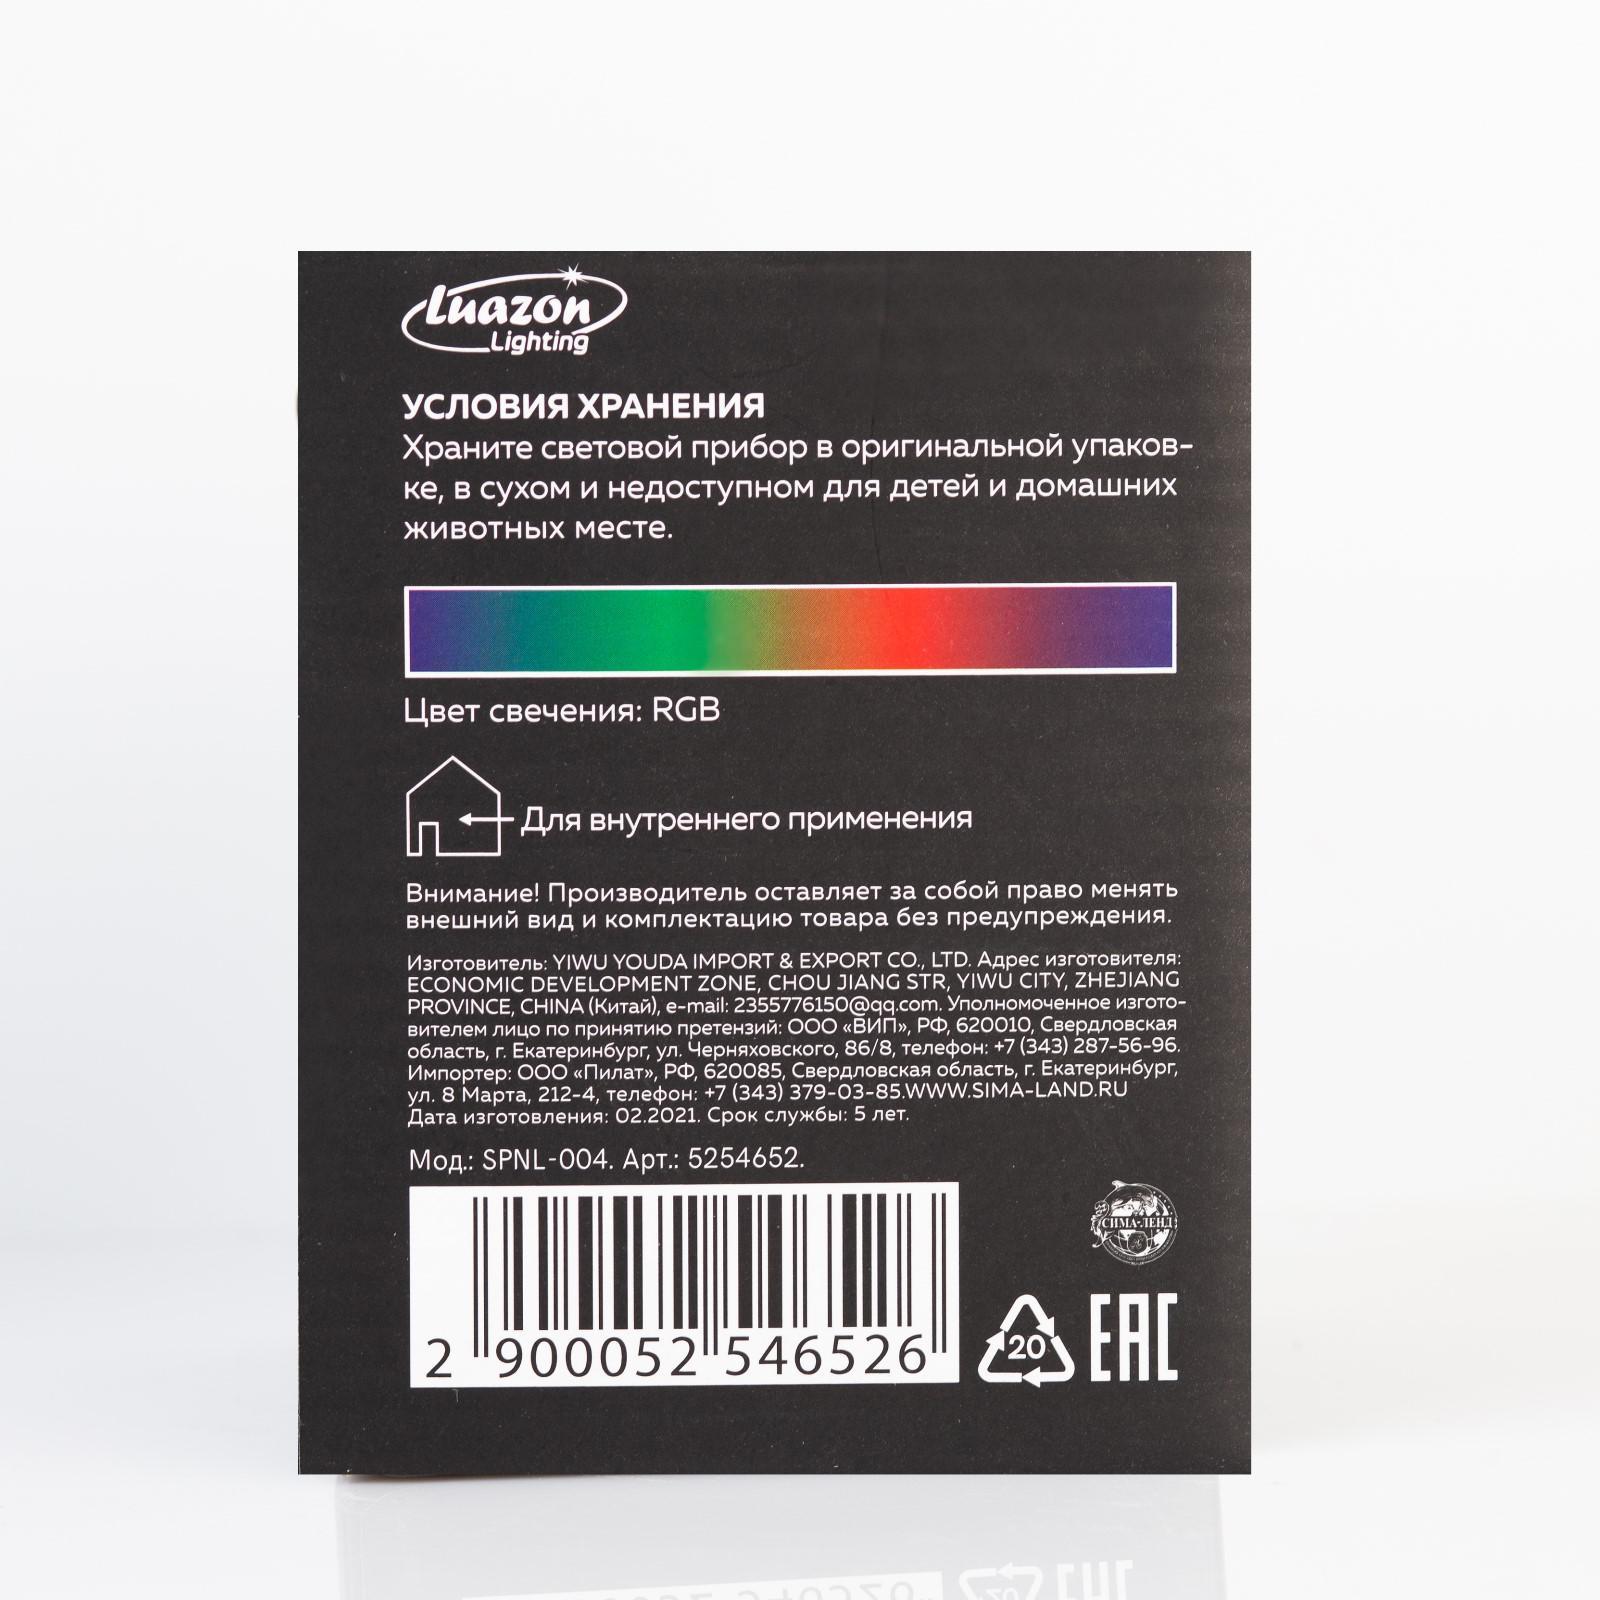 Luazon
Lighting
УСЛОВИЯ ХРАНЕНИЯ
Храните световой прибор в оригинальной упаков-
ке, в сухом и недоступном для детей и домашних
животных месте.
Цвет свечения: RGB
Для внутреннего применения
Внимание! Производитель оставляет за собой право менять
внешний вид и комплектацию товара без предупреждения.
Изготовитель: YIWU YOUDA IMPORT & EXPORT CO., LTD. Адрес изготовителя:
ECONOMIC DEVELOPMENT ZONE, CHOU JIANG STR, YIWU CITY, ZHEJIANG
PROVINCE, CHINA (Китай), e-mail: 2355776150@qq.com. Уполномоченное изгото-
вителем лицо по принятию претензий: ООО «ВИП», РФ, 620010, Свердловская
область, г. Екатеринбург, ул. Черняховского, 86/8, телефон: +7 (343) 287-56-96.
Импортер: ООО «Пилат», РФ, 620085, Свердловская область, г. Екатеринбург,
ул. 8 Марта, 212-4, телефон: +7 (343) 379-03-85.WWW.SIMA-LAND.RU
Дата изготовления: 02.2021. Срок службы: 5 лет.
Мод.: SPNL-004. Арт.: 5254652.
СИМА-ЛЕНД
2 900052 546526
20
EAC